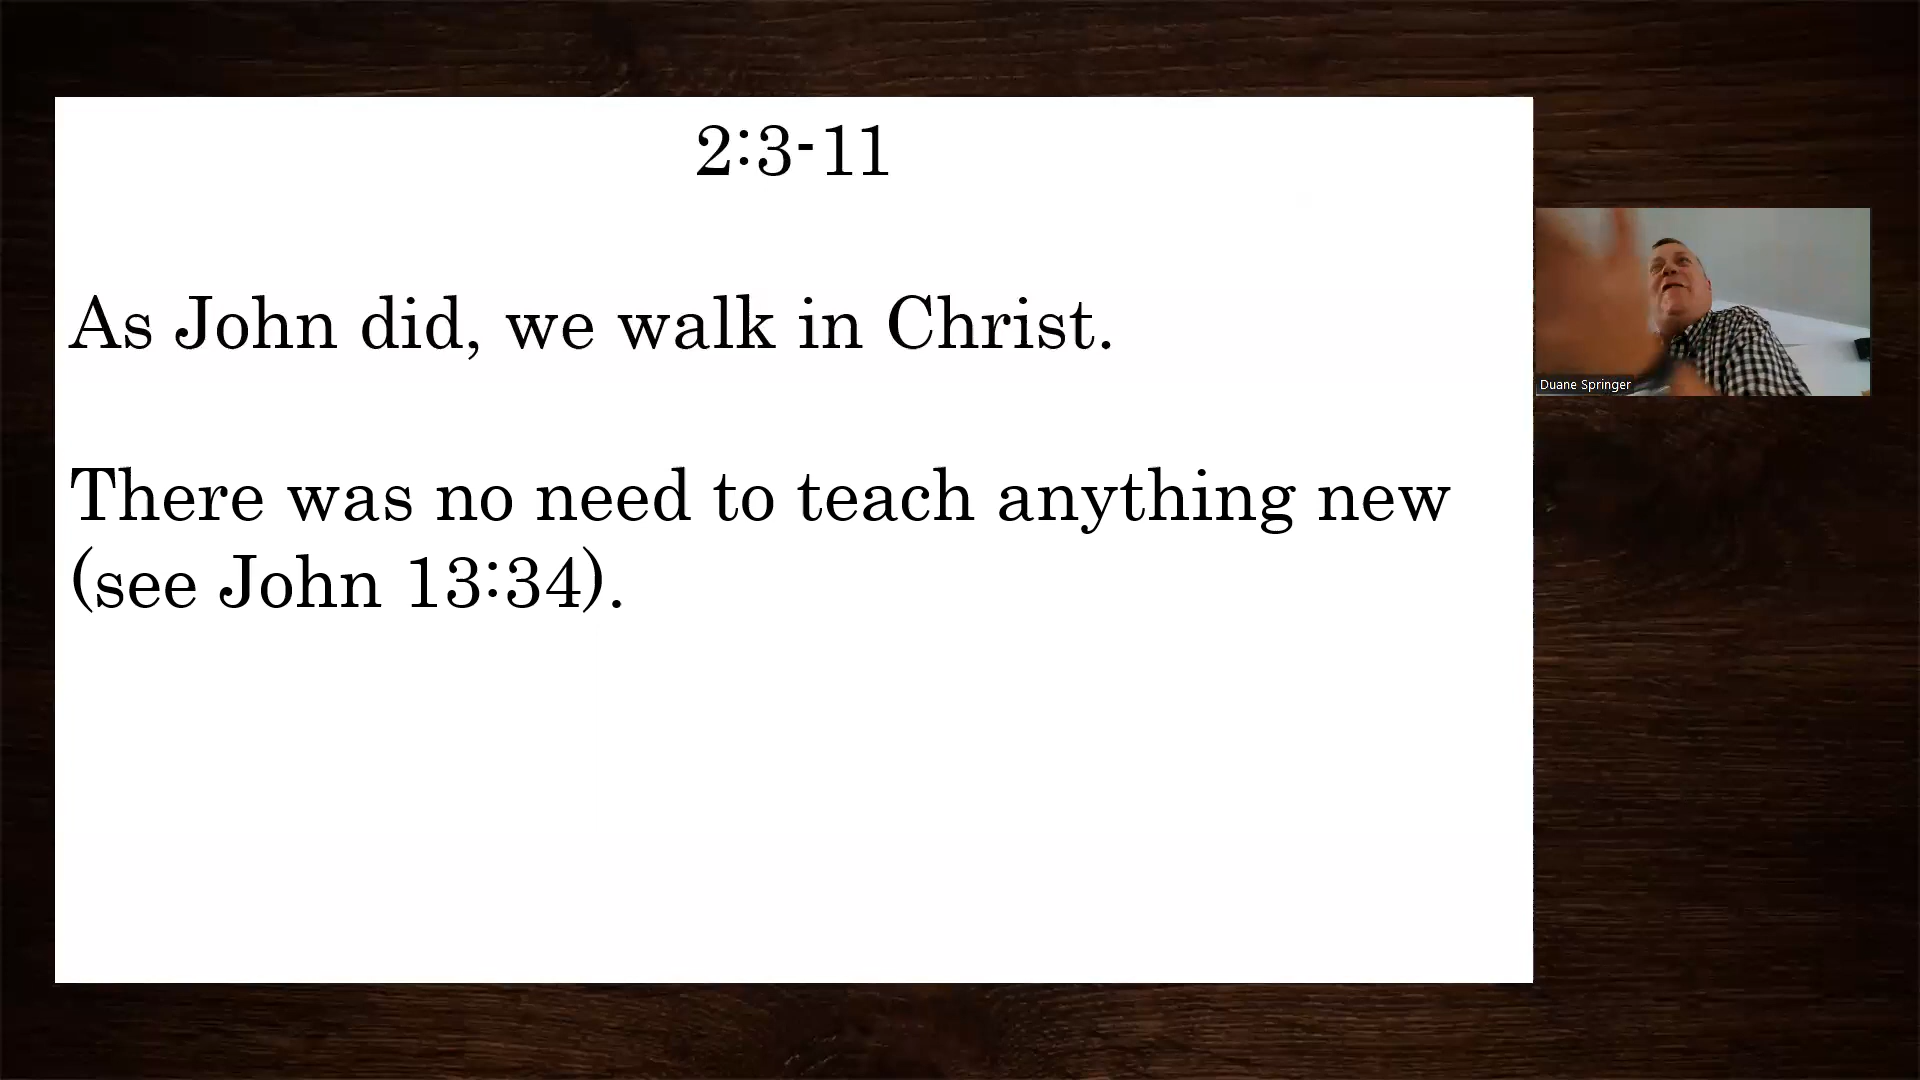 2:3-11
As John did, we walk in Christ.
There was no need to teach anything new
(see John 13:34).
Duane Springer